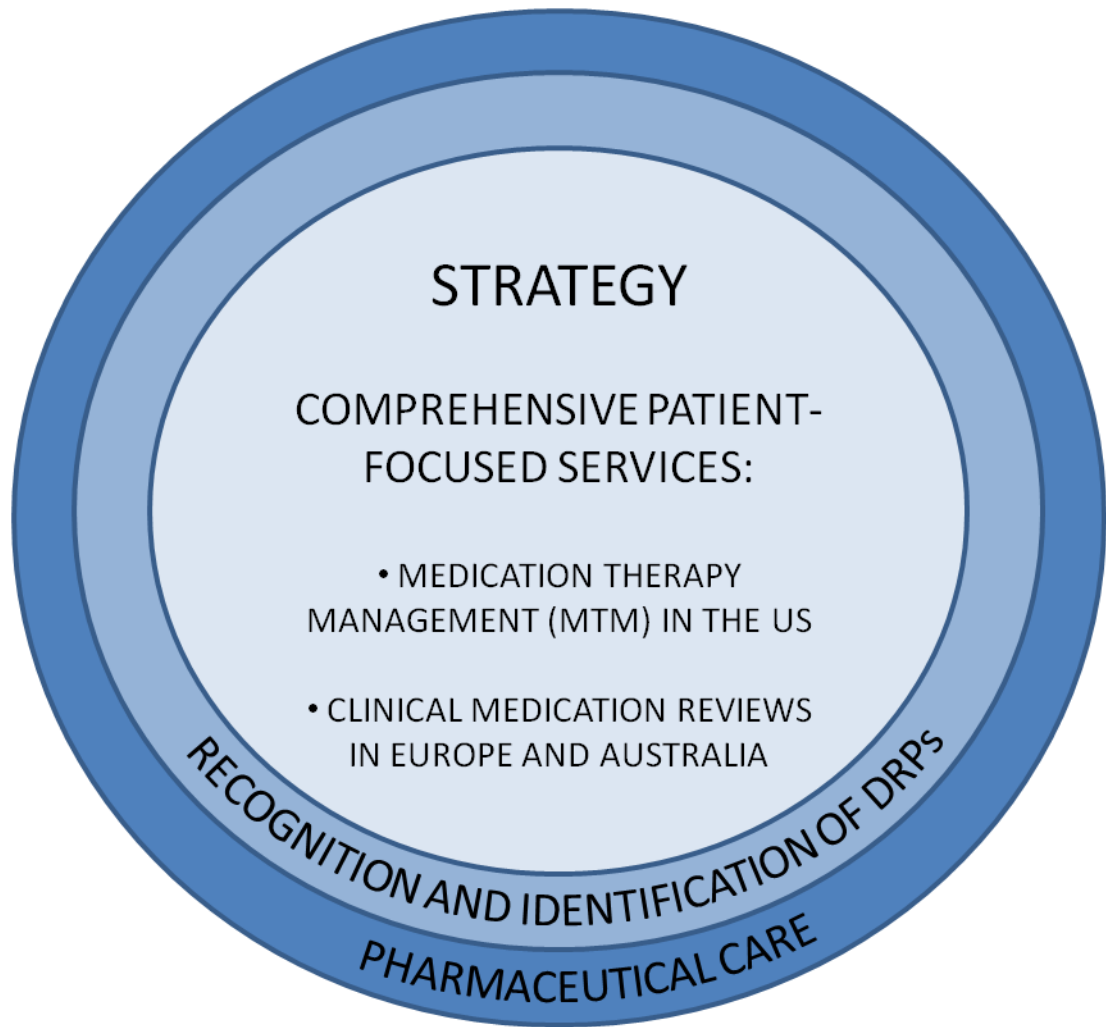 STRATEGY
COMPREHENSIVE PATIENT-
FOCUSED SERVICES:
• MEDICATION THERAPY
MANAGEMENT (MTM) IN THE US
• CLINICAL MEDICATION REVIEWS
IN EUROPE AND AUSTRALIA
RECOGNITION AND IDENTIFICATION OF DRPs
PHARMACEUTICAL CARE